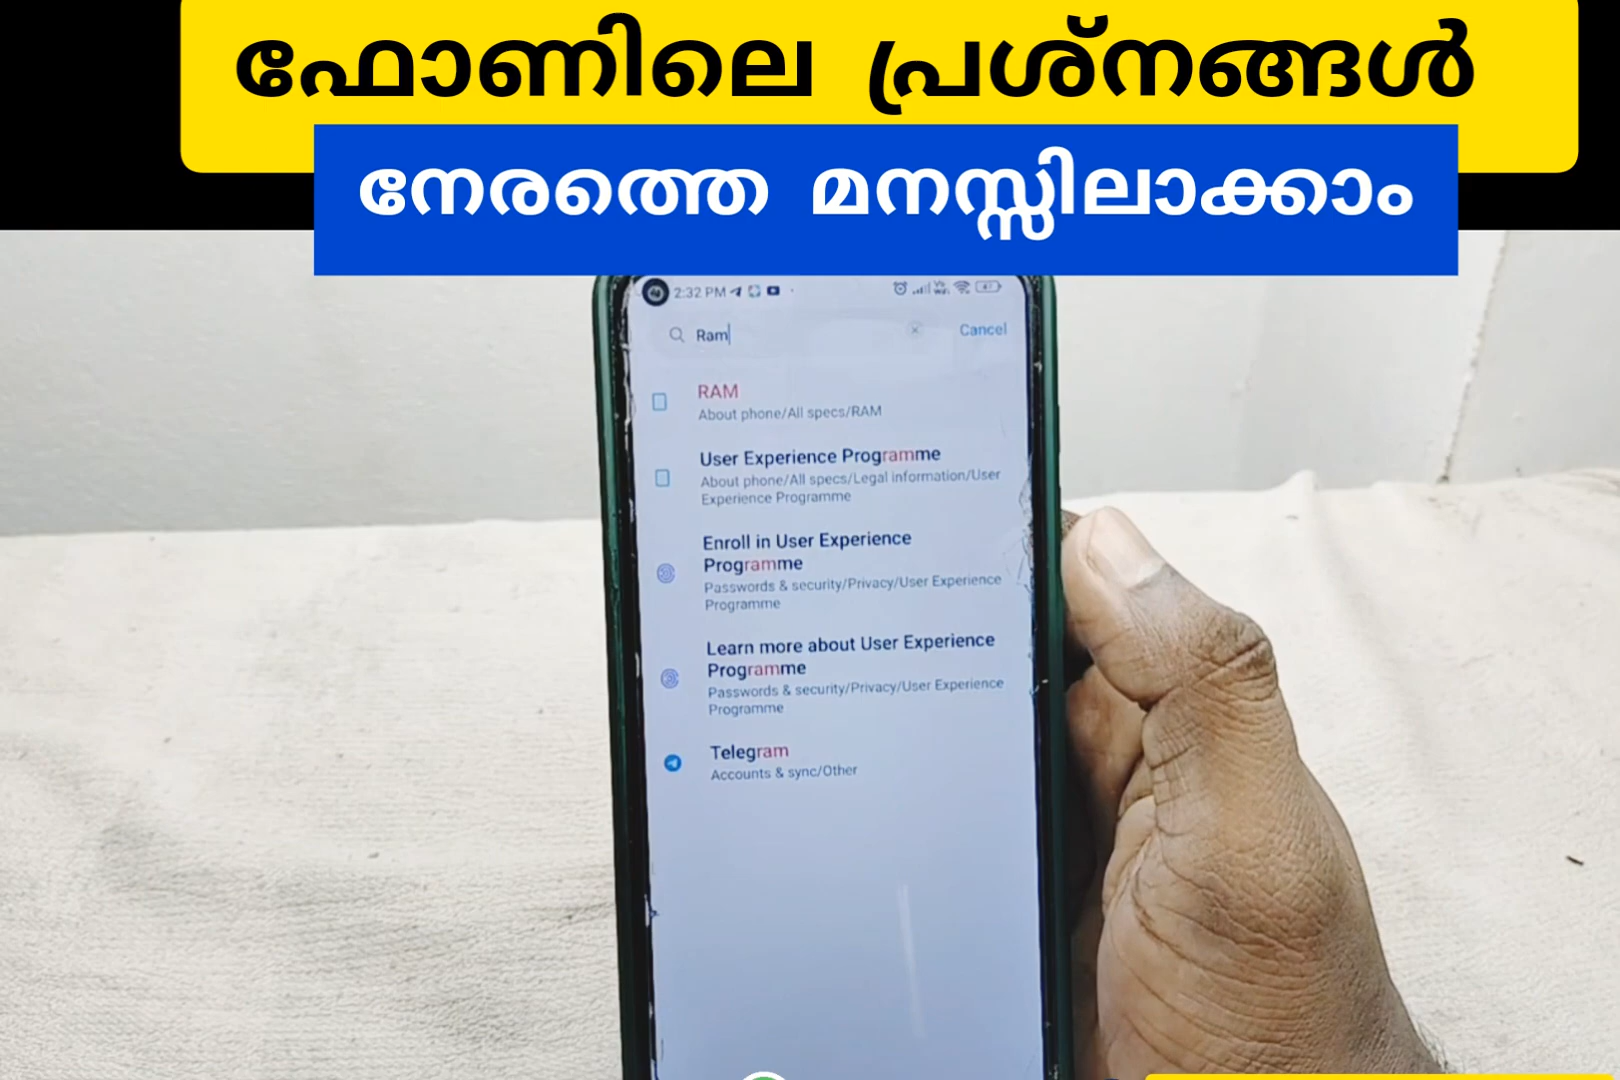 ഫോണിലെ പ്രശ്നങ്ങൾ
നേരത്തെ മനസ്സിലാക്കാം
2:32 PM
Ram
Cancel
RAM
About phone/All specs/RAM
User Experience Programme
About phone/All specs/Legal information/User
Experience Programme
Enroll in User Experience
Programme
Passwords & security/Privacy/User Experience
Programme
Learn more about User Experience
Programme
Passwords & security/Privacy/User Experience
Programme
Telegram
Accounts & sync/Other